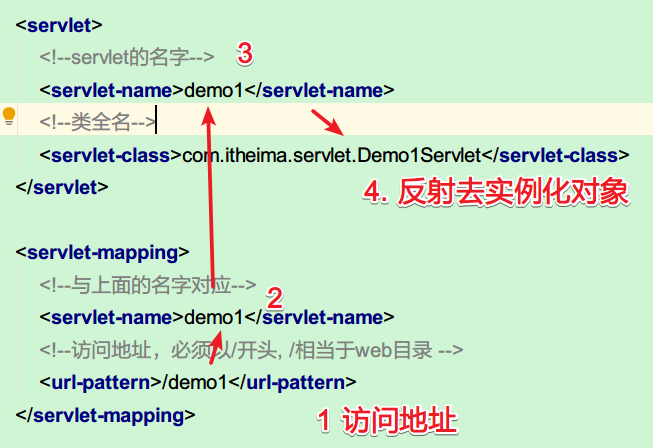 <servlet>
<!--servlet的名字--> 3
<servlet-name>demo1</servlet-name>
<!--类全名-->
<servlet-class>com.itheima.servlet.Demo1Servlet</servlet-class>
</servlet> 4. 反射去实例化对象
<servlet-mapping>
<!--与上面的名字对应--> 2
<servlet-name>demo1</servlet-name>
<!--访问地址，必须以/开头, /相当于web目录 -->
<url-pattern>/demo1</url-pattern>
</servlet-mapping> 1 访问地址